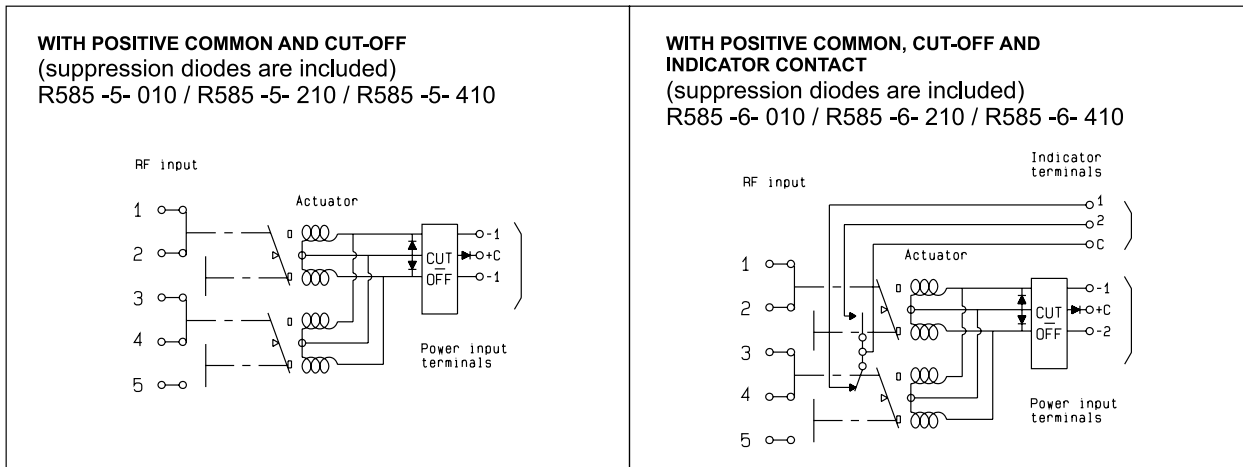 WITH POSITIVE COMMON AND CUT-OFF
(suppression diodes are included)
R585 -5- 010 / R585 -5- 210 / R585 -5- 410
RF input
Actuator
1
2
3
4
5
CUT
OFF
-1
+C
-1
Power input
terminals
WITH POSITIVE COMMON, CUT-OFF AND
INDICATOR CONTACT
(suppression diodes are included)
R585 -6- 010 / R585 -6- 210 / R585 -6- 410
Indicator
terminals
RF input
1
2
C
Actuator
1
2
3
4
5
CUT
OFF
-1
+C
-2
Power input
terminals